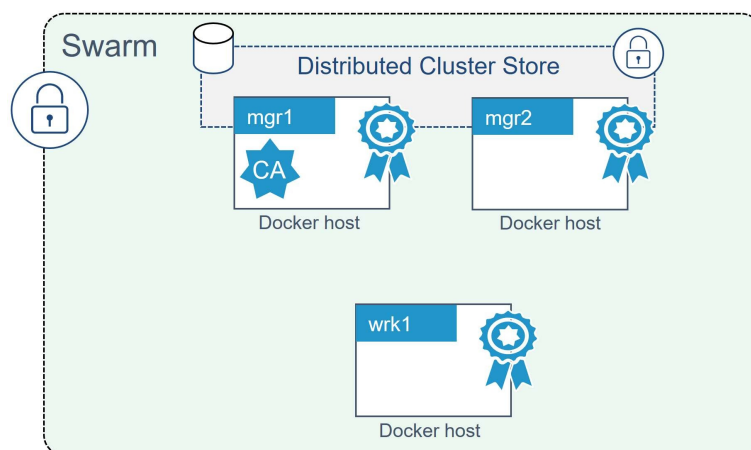 Swarm
Distributed Cluster Store
mgr1
mgr2
CA
Docker host
Docker host
wrk1
Docker host